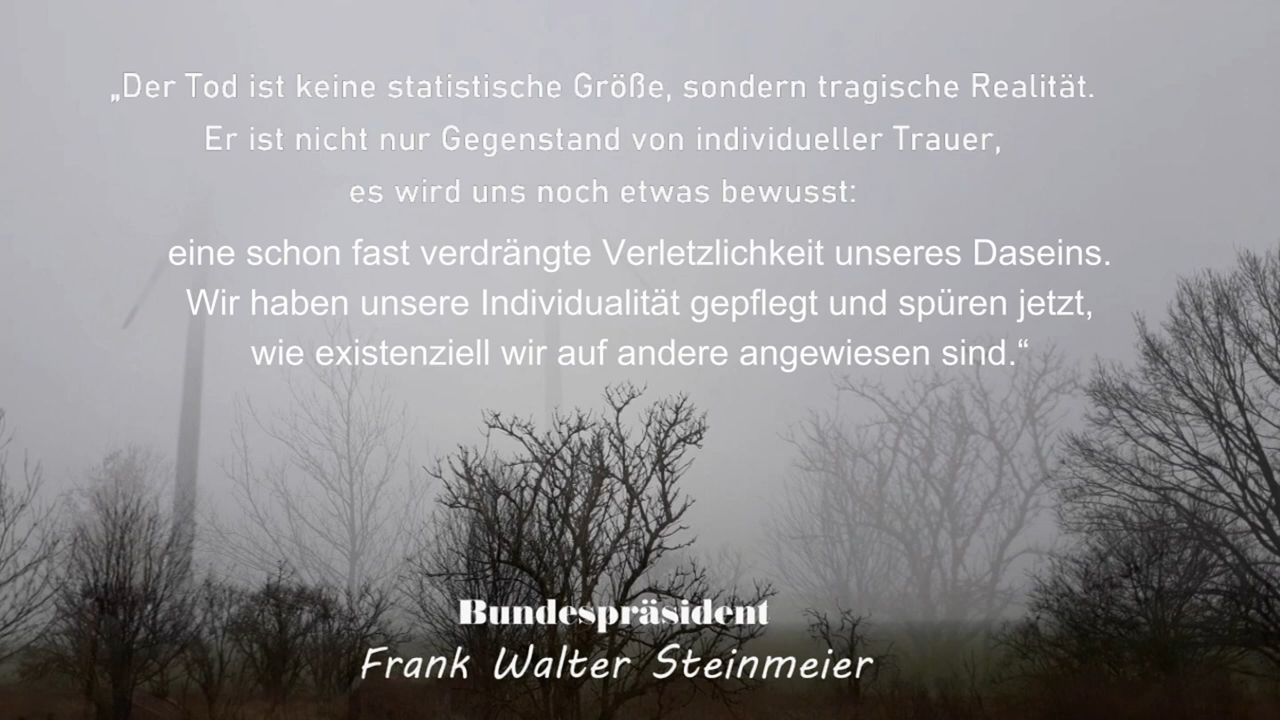 „Der Tod ist keine statistische Größe, sondern tragische Realität.
Er ist nicht nur Gegenstand von individueller Trauer,
es wird uns noch etwas bewusst:
eine schon fast verdrängte Verletzlichkeit unseres Daseins.
Wir haben unsere Individualität gepflegt und spüren jetzt,
wie existenziell wir auf andere angewiesen sind.“
Bundespräsident
Frank Walter Steinmeier